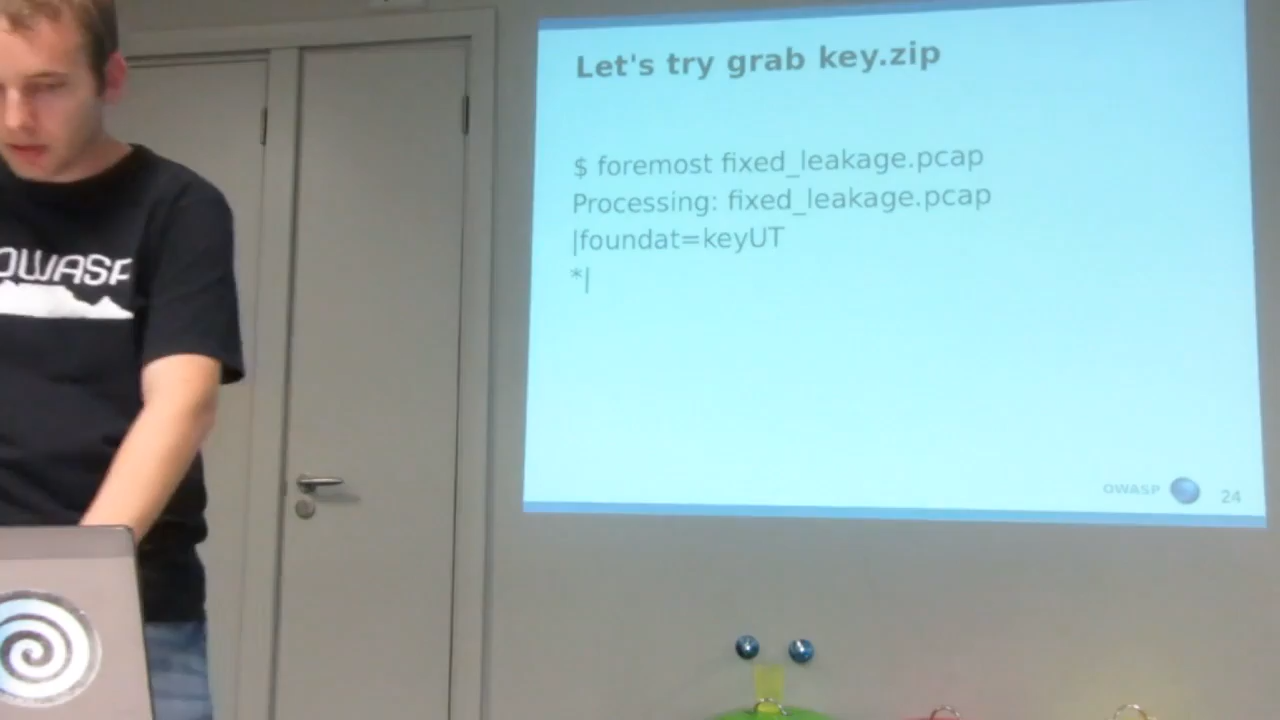 Let's try grab key.zip
$ foremost fixed_leakage.pcap
Processing: fixed_leakage.pcap
|foundat=keyUT
*|
OWASP
24
OWASP